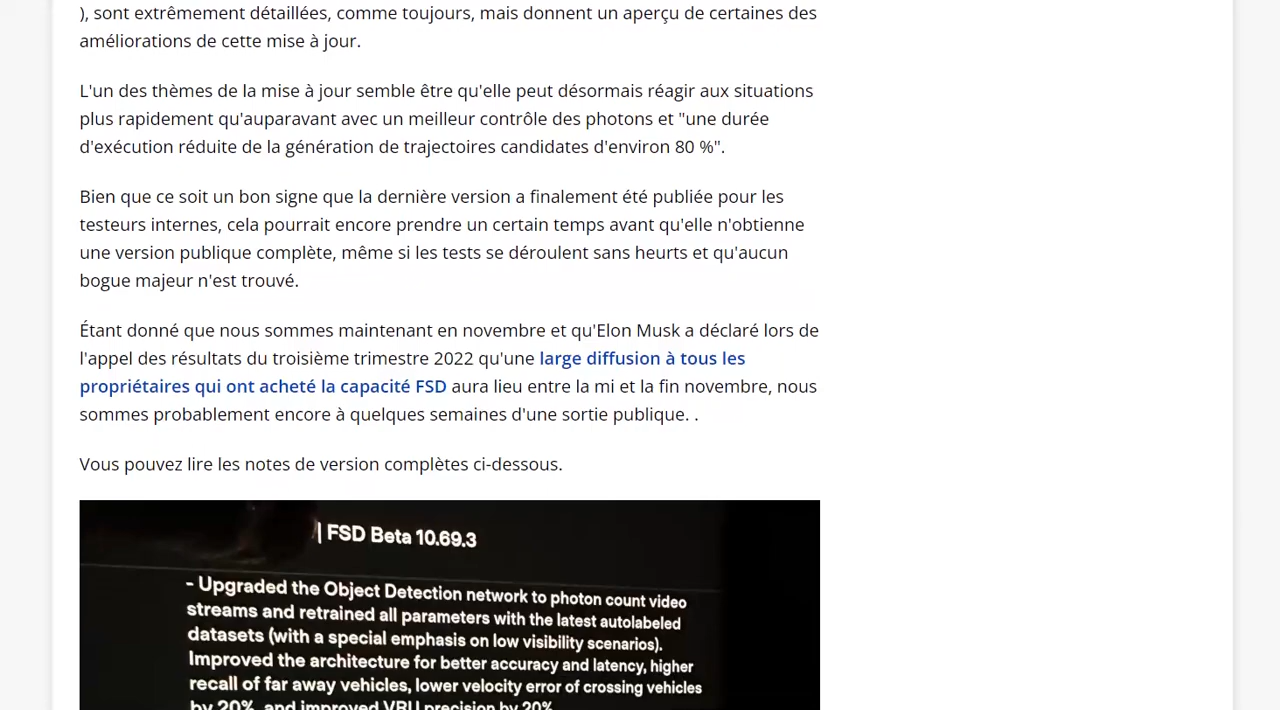 ), sont extrêmement détaillées, comme toujours, mais donnent un aperçu de certaines des
améliorations de cette mise à jour.
L'un des thèmes de la mise à jour semble être qu'elle peut désormais réagir aux situations
plus rapidement qu'auparavant avec un meilleur contrôle des photons et "une durée
d'exécution réduite de la génération de trajectoires candidates d'environ 80 %".
Bien que ce soit un bon signe que la dernière version a finalement été publiée pour les
testeurs internes, cela pourrait encore prendre un certain temps avant qu'elle n'obtienne
une version publique complète, même si les tests se déroulent sans heurts et qu'aucun
bogue majeur n'est trouvé.
Étant donné que nous sommes maintenant en novembre et qu'Elon Musk a déclaré lors de
l'appel des résultats du troisième trimestre 2022 qu'une large diffusion à tous les
propriétaires qui ont acheté la capacité FSD aura lieu entre la mi et la fin novembre, nous
sommes probablement encore à quelques semaines d'une sortie publique. .
Vous pouvez lire les notes de version complètes ci-dessous.
| FSD Beta 10.69.3
- Upgraded the Object Detection network to photon count video
streams and retrained all parameters with the latest autolabeled
datasets (with a special emphasis on low visibility scenarios).
Improved the architecture for better accuracy and latency, higher
recall of far away vehicles, lower velocity error of crossing vehicles
by 20%, and improved VRU precision by 20%.